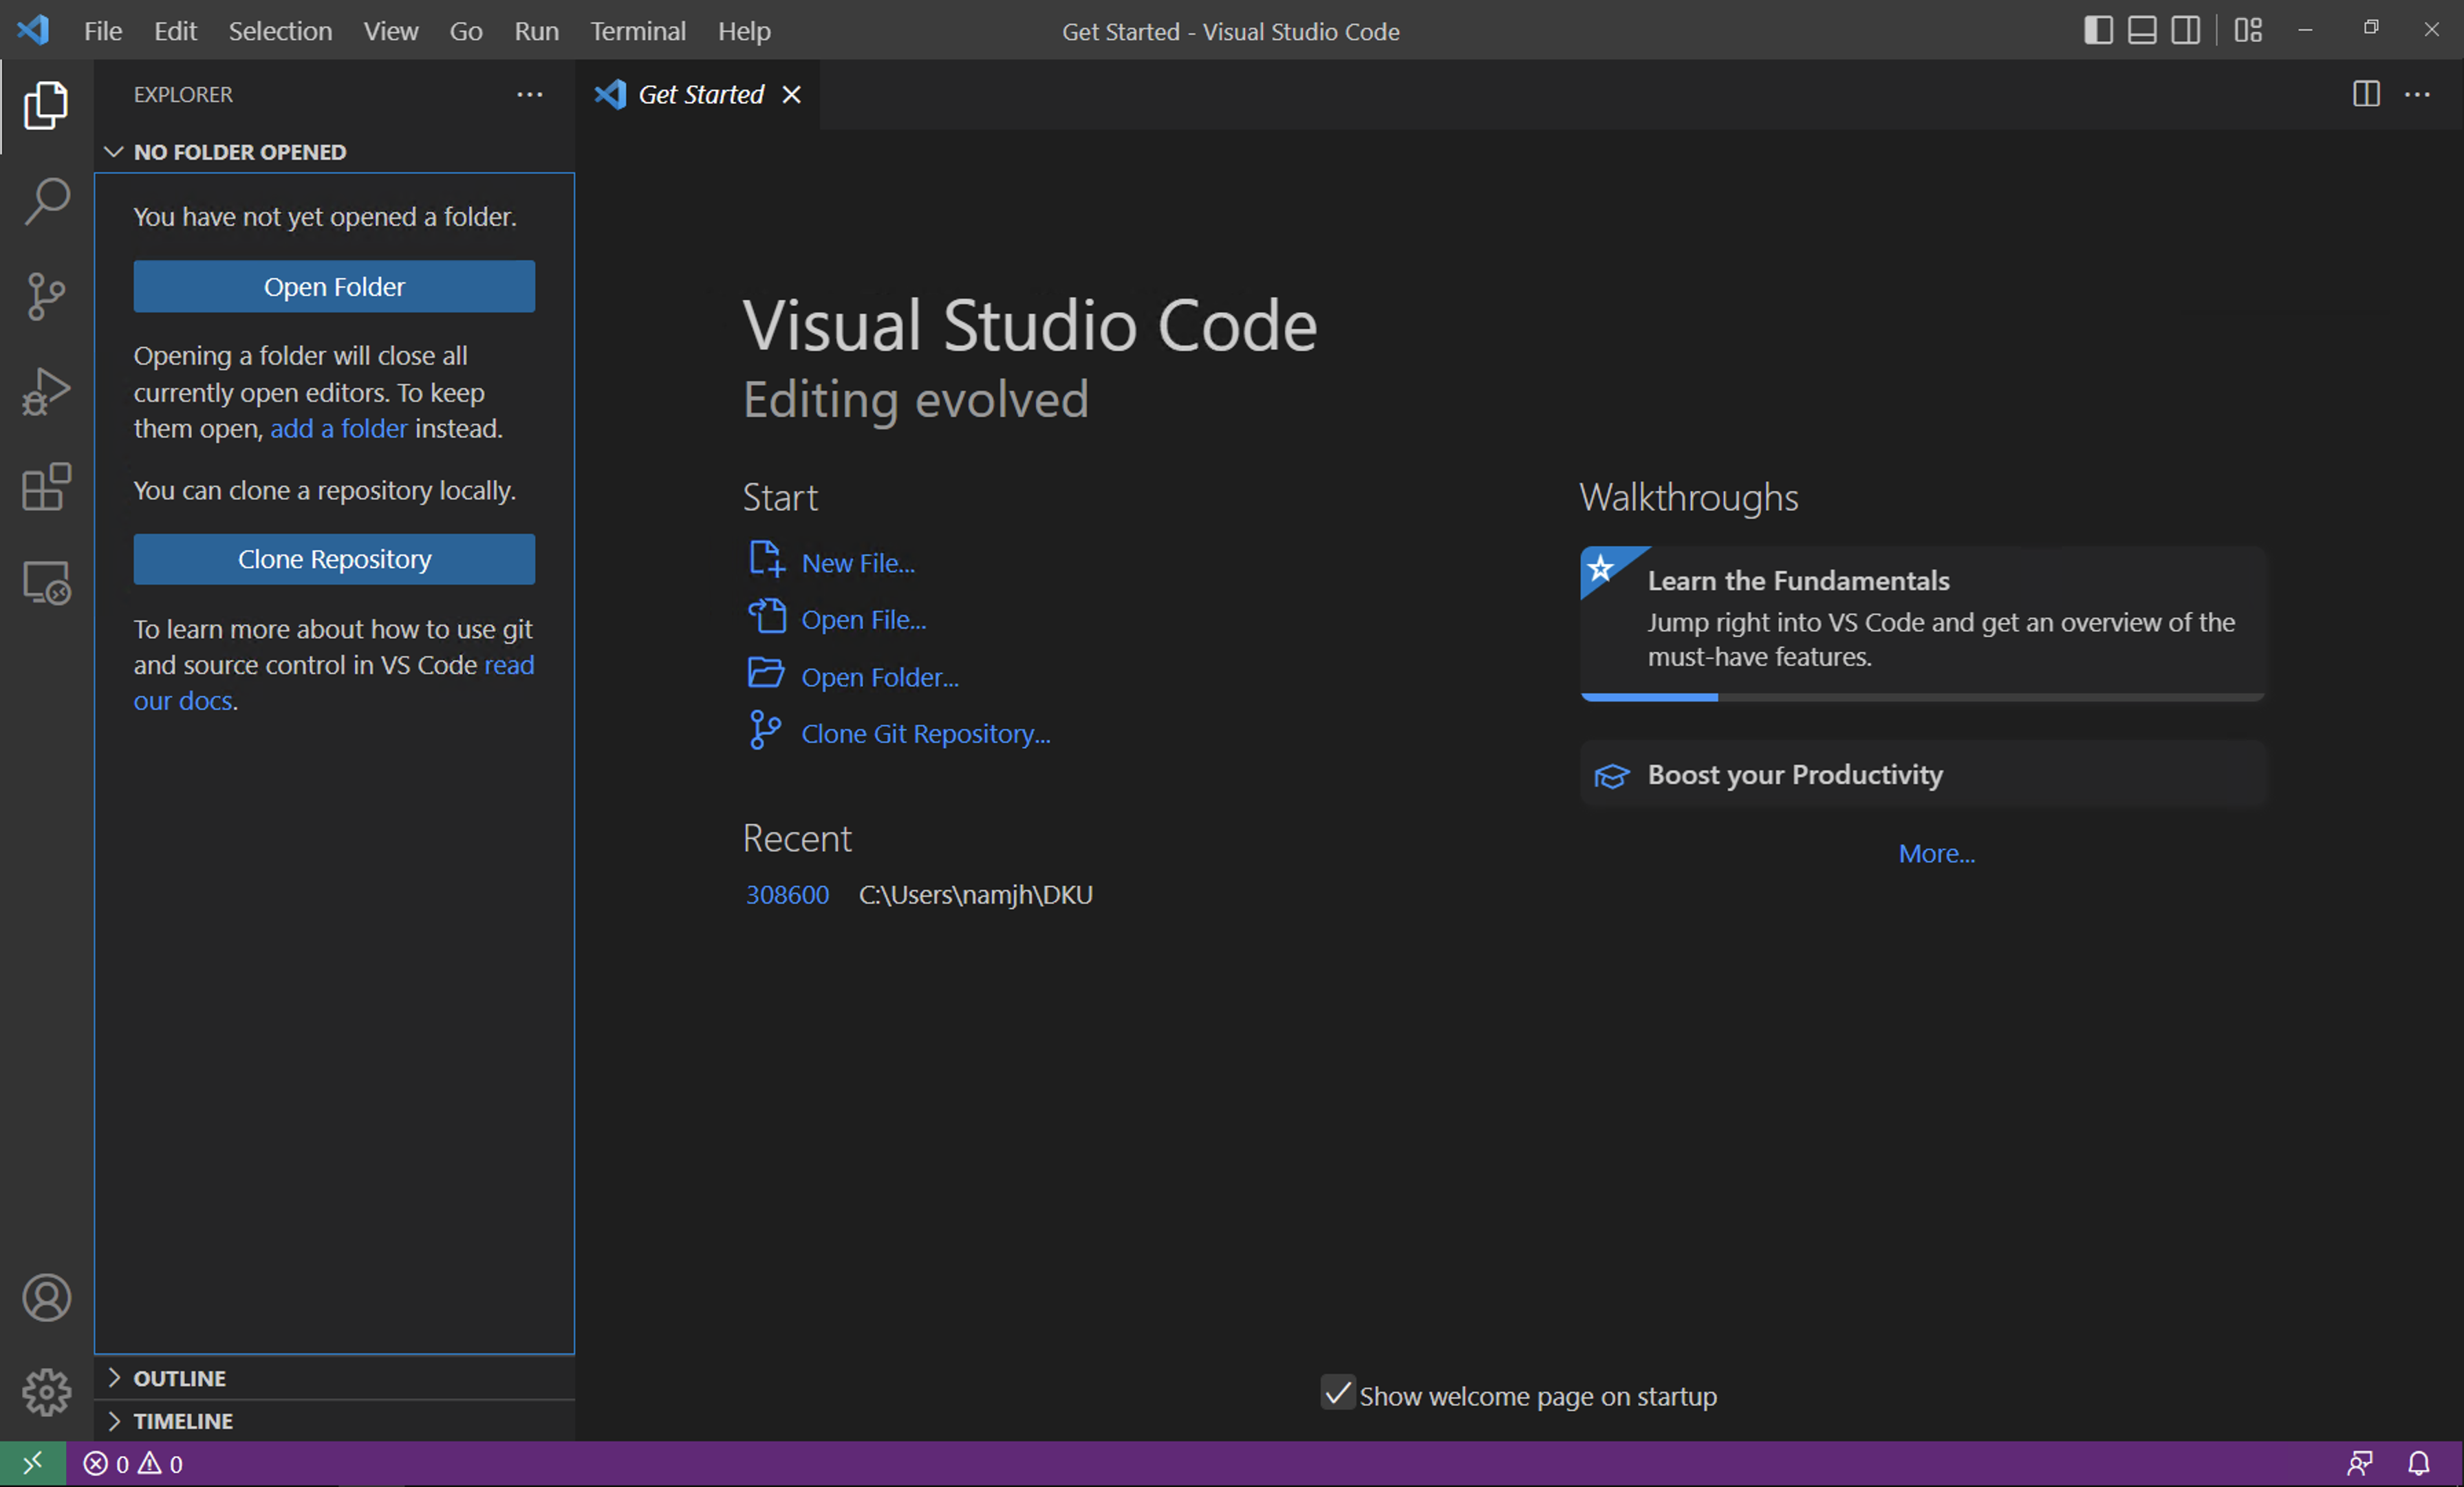 File Edit Selection View Go Run Terminal Help
Get Started - Visual Studio Code
EXPLORER
NO FOLDER OPENED
You have not yet opened a folder.
Open Folder
Opening a folder will close all
currently open editors. To keep
them open, add a folder instead.
You can clone a repository locally.
Clone Repository
To learn more about how to use git
and source control in VS Code read
our docs.
OUTLINE
TIMELINE
Get Started
Visual Studio Code
Editing evolved
Start
New File...
Open File...
Open Folder...
Clone Git Repository...
Recent
308600 C:\Users\namjh\DKU
Walkthroughs
Learn the Fundamentals
Jump right into VS Code and get an overview of the
must-have features.
Boost your Productivity
More...
Show welcome page on startup
0 0